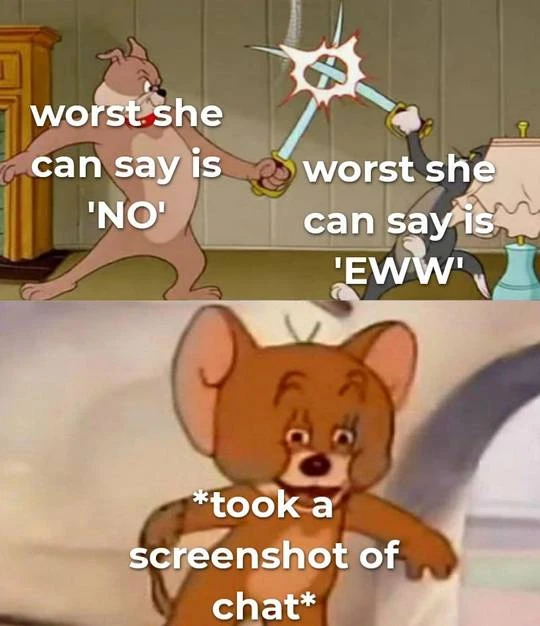 worst she
can say is
'NO'
worst she
can say is
'EWW'
*took a
screenshot of
chat*